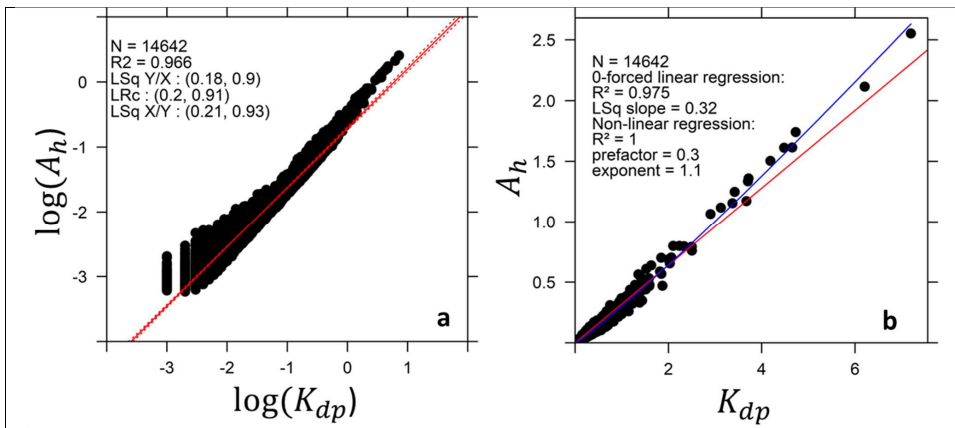 N = 14642
R2 = 0.966
LSq Y/X : (0.18, 0.9)
LRc : (0.2, 0.91)
LSq X/Y : (0.21, 0.93)
log(A_h)
0
-1
-2
-3
-3
-2
-1
0
1
log(K_dp)
a
N = 14642
0-forced linear regression:
R² = 0.975
LSq slope = 0.32
Non-linear regression:
R² = 1
prefactor = 0.3
exponent = 1.1
A_h
2.5
2.0
1.5
1.0
0.5
2
4
6
K_dp
b